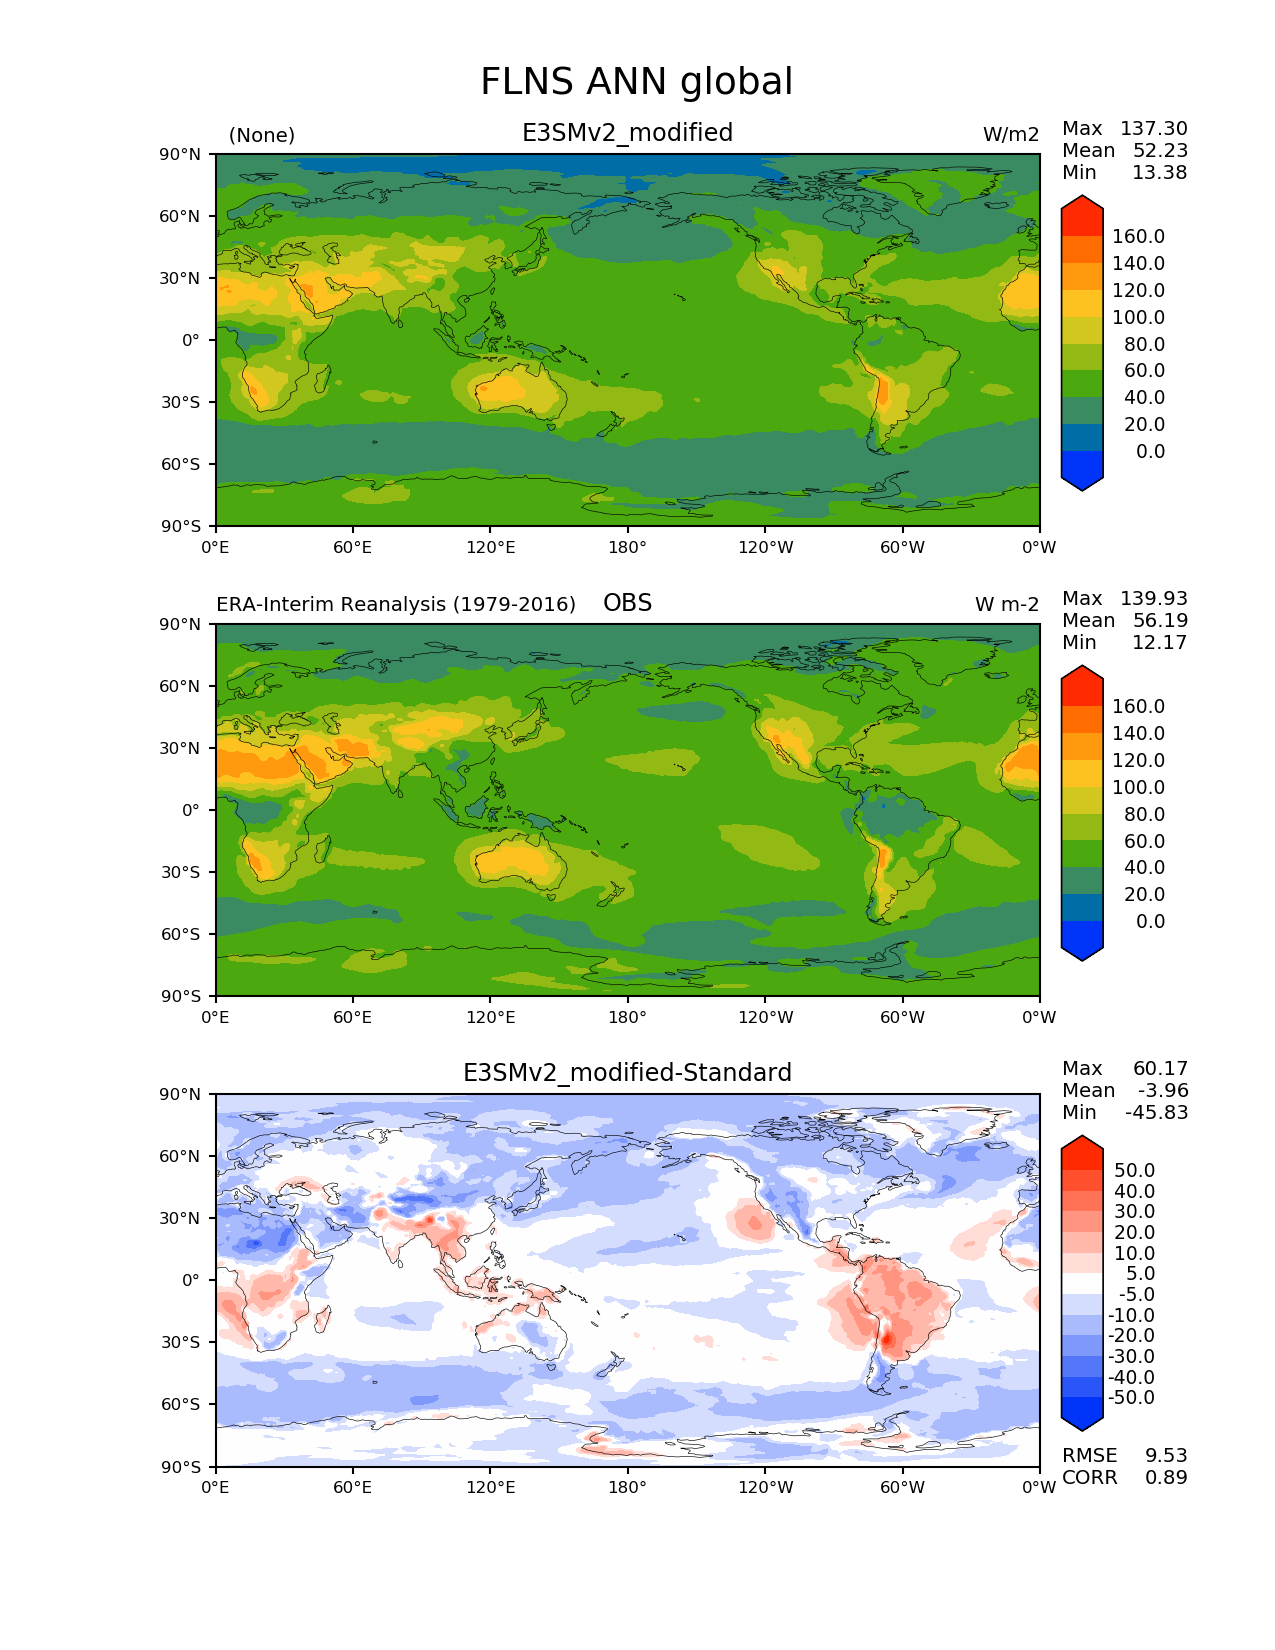 FLNS ANN global
(None) E3SMv2_modified W/m2
Max 137.30
Mean 52.23
Min 13.38
90°N
60°N
30°N
0°
30°S
60°S
90°S
0°E 60°E 120°E 180° 120°W 60°W 0°W
160.0
140.0
120.0
100.0
80.0
60.0
40.0
20.0
0.0
ERA-Interim Reanalysis (1979-2016) OBS W m-2
Max 139.93
Mean 56.19
Min 12.17
90°N
60°N
30°N
0°
30°S
60°S
90°S
0°E 60°E 120°E 180° 120°W 60°W 0°W
160.0
140.0
120.0
100.0
80.0
60.0
40.0
20.0
0.0
E3SMv2_modified-Standard
Max 60.17
Mean -3.96
Min -45.83
90°N
60°N
30°N
0°
30°S
60°S
90°S
0°E 60°E 120°E 180° 120°W 60°W 0°W
50.0
40.0
30.0
20.0
10.0
5.0
-5.0
-10.0
-20.0
-30.0
-40.0
-50.0
RMSE 9.53
CORR 0.89